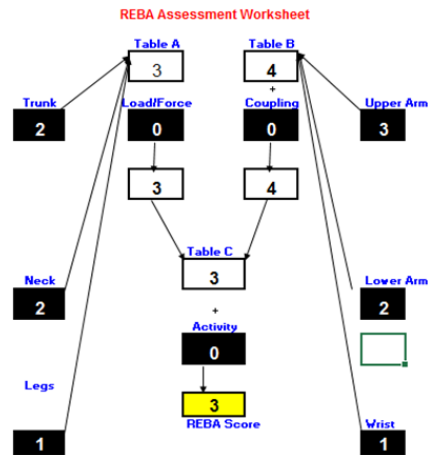 REBA Assessment Worksheet
Table A Table B
3 4
+
Trunk Load/Force Coupling Upper Arm
2 0 0 3
3 4
Table C
3
Neck Lower Arm
2 2
+
Activity
0
Legs
3
REBA Score Wrist
1 1